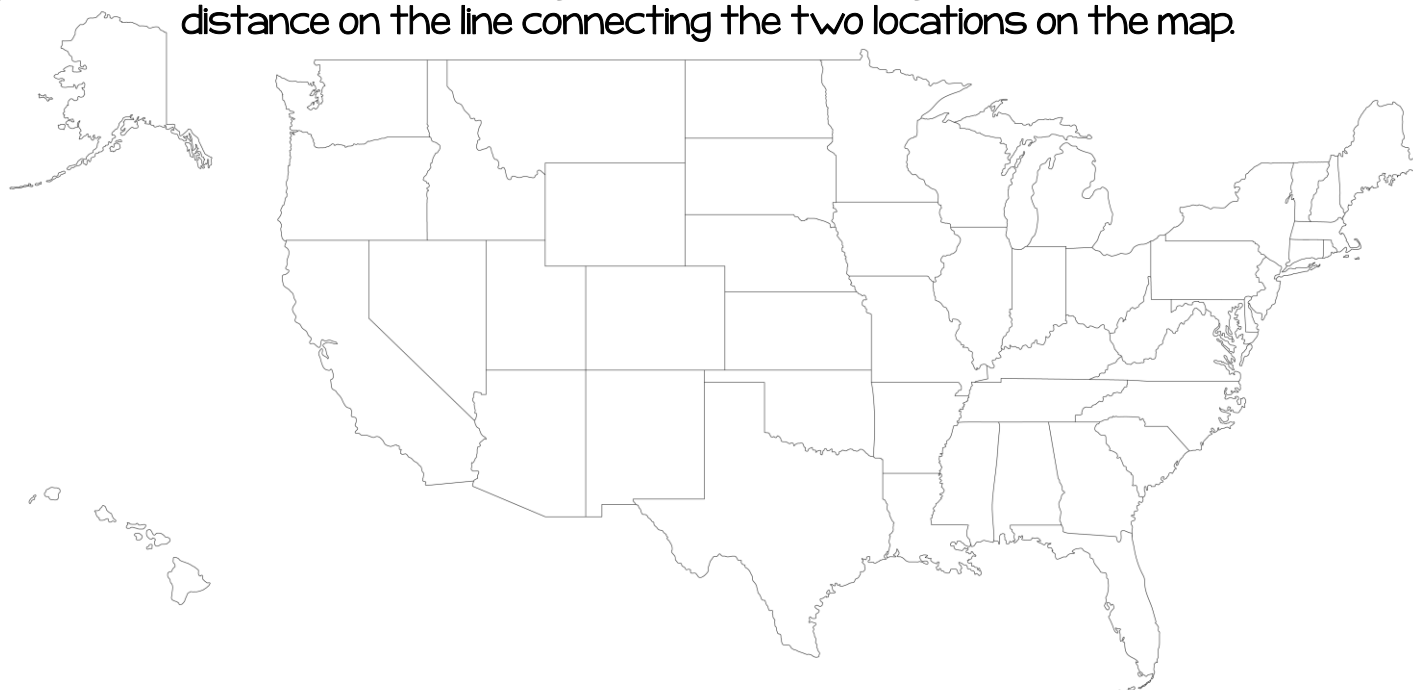 distance on the line connecting the two locations on the map.